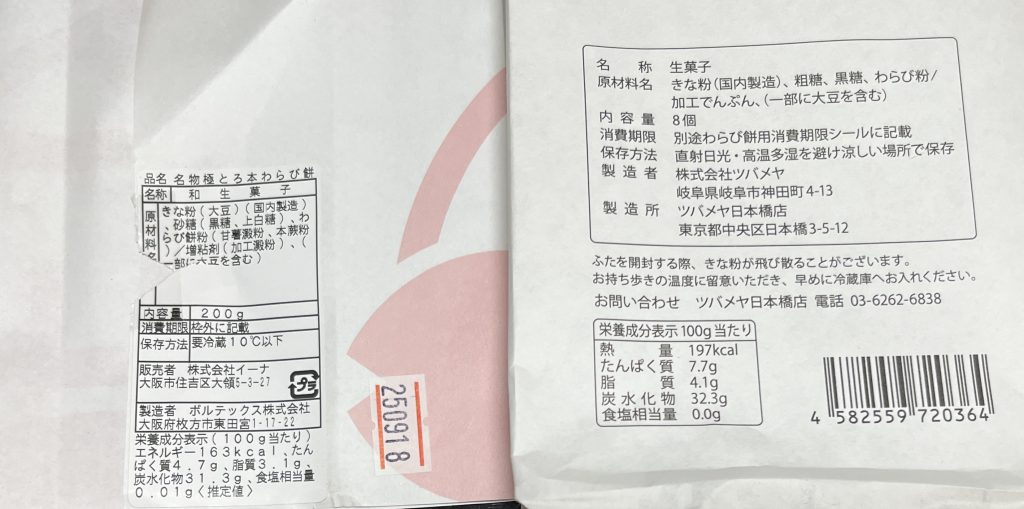 品名 名物極とろ本わらび餅
名称 和生菓子
原材料名 きな粉(大豆)(国内製造)
、砂糖(黒糖、上白糖)、わ
らび餅粉(甘薯澱粉、本蕨粉
)/増粘剤(加工澱粉)、(
一部に大豆を含む)
内容量 200g
消費期限 枠外に記載
保存方法 要冷蔵10℃以下
販売者 株式会社イーナ
大阪市住吉区大領5-3-27
プラ
製造者 ボルテックス株式会社
大阪府枚方市東田宮1-17-22
栄養成分表示(100g当たり)
エネルギー163kcal、たん
ぱく質4.7g、脂質3.1g、
炭水化物31.3g、食塩相当量
0.01g〈推定値〉
250918
名称 生菓子
原材料名 きな粉(国内製造)、粗糖、黒糖、わらび粉/
加工でんぷん、(一部に大豆を含む)
内容量 8個
消費期限 別途わらび餅用消費期限シールに記載
保存方法 直射日光・高温多湿を避け涼しい場所で保存
製造者 株式会社ツバメヤ
岐阜県岐阜市神田町4-13
製造所 ツバメヤ日本橋店
東京都中央区日本橋3-5-12
ふたを開封する際、きな粉が飛び散ることがございます。
お持ち歩きの温度に留意いただき、早めに冷蔵庫へお入れください。
お問い合わせ ツバメヤ日本橋店 電話 03-6262-6838
栄養成分表示100g当たり
熱量 197kcal
たんぱく質 7.7g
脂質 4.1g
炭水化物 32.3g
食塩相当量 0.0g
4 582559 720364